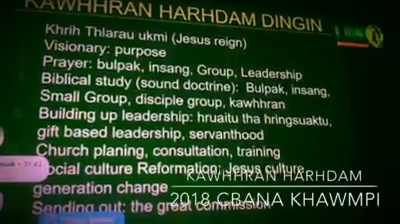 KAWHHRAN HARHDAM DINGIN
Khrih Thlarau ukmi (Jesus reign)
Visionary: purpose
Prayer: bulpak, insang, Group, Leadership
Biblical study (sound doctrine): Bulpak, insang,
Small Group, disciple group, kawhhran
Building up leadership: hruaitu tha hringsuaktu,
gift based leadership, servanthood
Church planing, consultation, training
social culture Reformation: Jesus culture
generation change
Sending out: the great commission
KAWHHRAN HARHDAM
2018 CBANA KHAWMPI